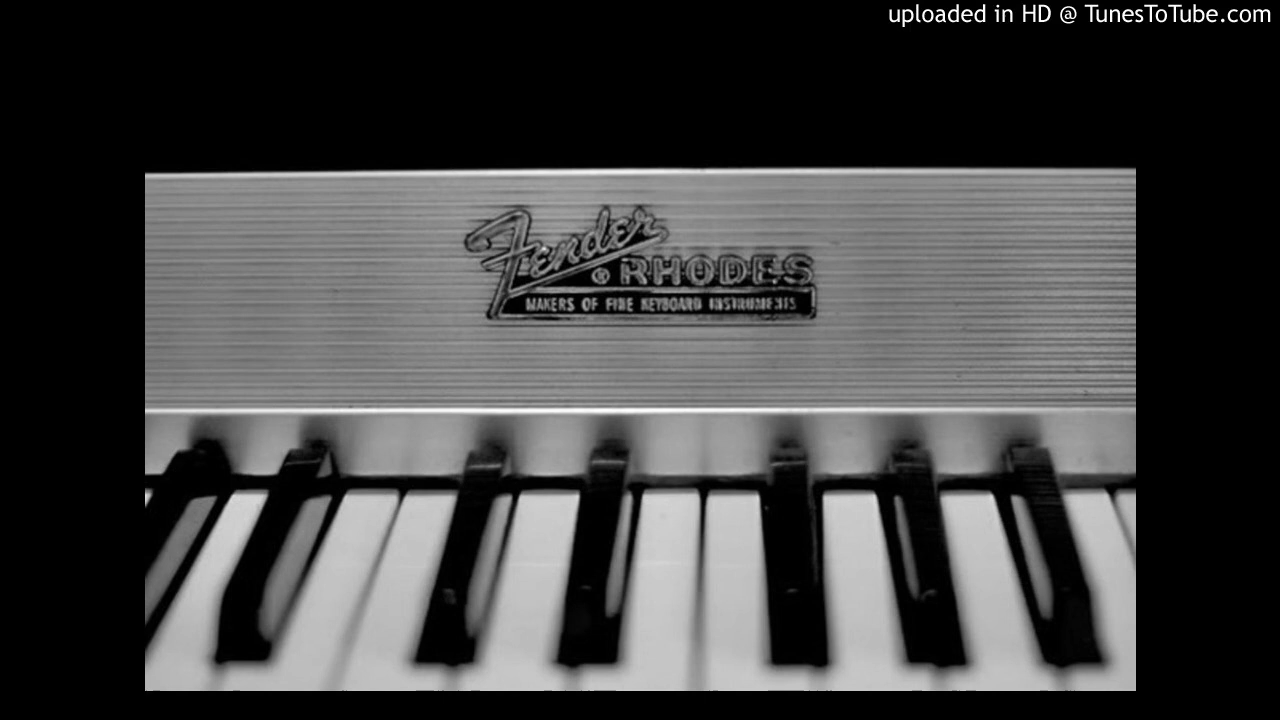 uploaded in HD @ TunesToTube.com
Fender
® RHODES
MAKERS OF FINE KEYBOARD INSTRUMENTS